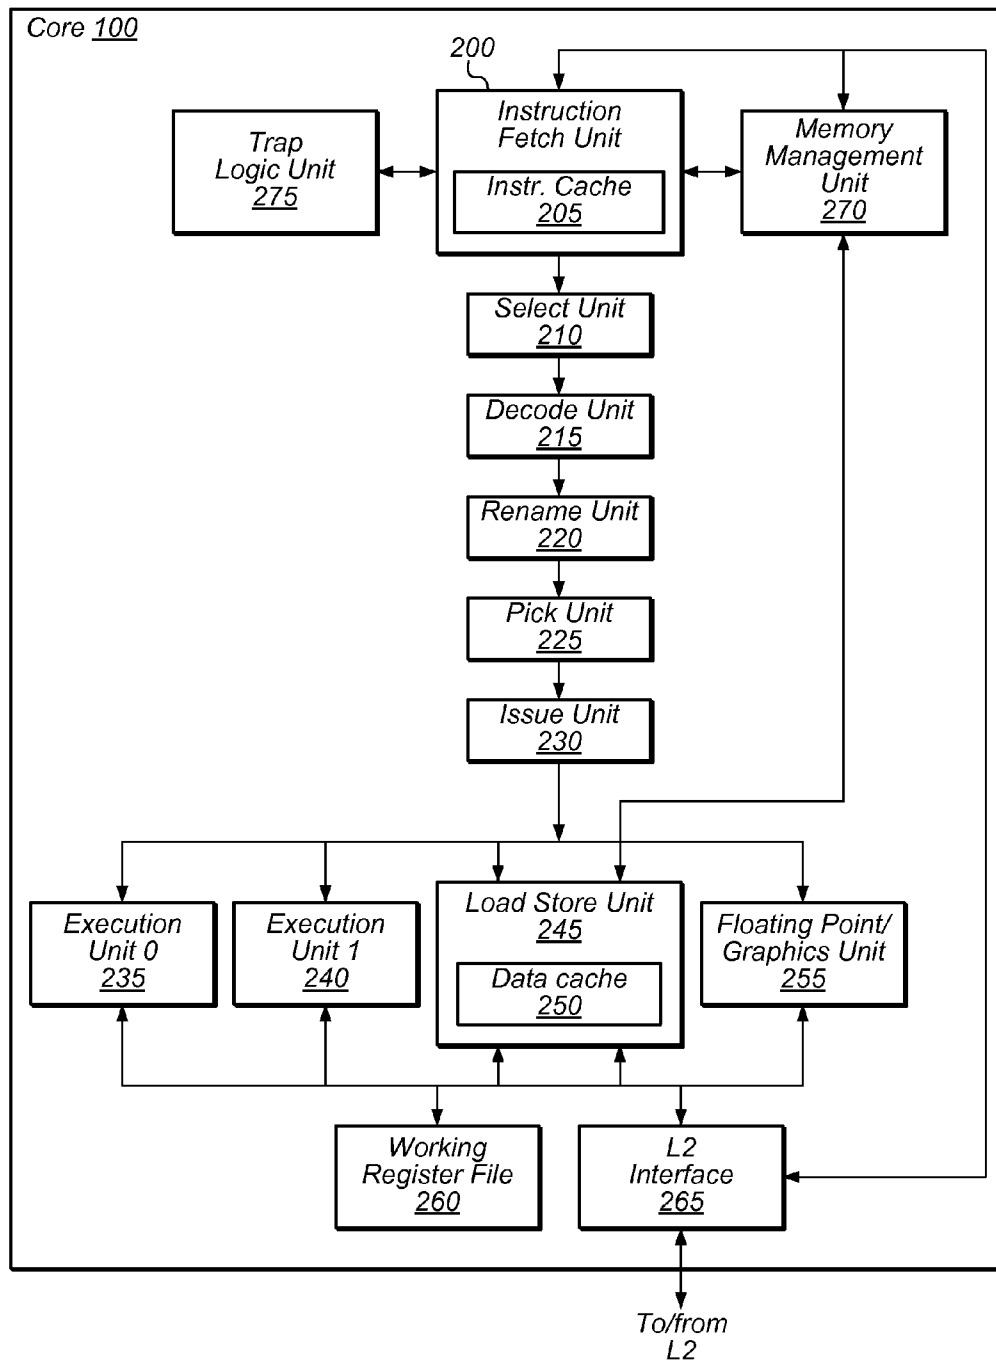 Core 100
200
Instruction
Fetch Unit
Instr. Cache
205
Trap
Logic Unit
275
Memory
Management
Unit
270
Select Unit
210
Decode Unit
215
Rename Unit
220
Pick Unit
225
Issue Unit
230
Execution
Unit 0
235
Execution
Unit 1
240
Load Store Unit
245
Data cache
250
Floating Point/
Graphics Unit
255
Working
Register File
260
L2
Interface
265
To/from
L2